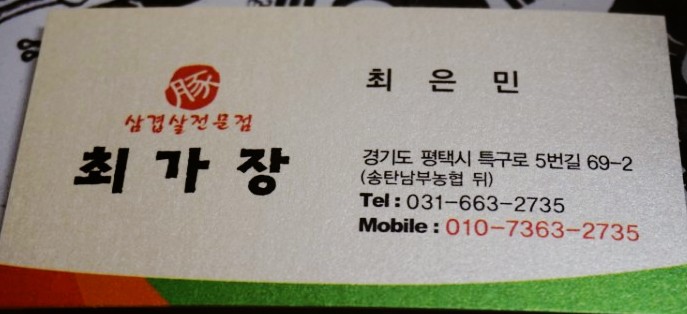 豚
삼겹살전문점
최가장
최은민
경기도 평택시 특구로 5번길 69-2
(송탄남부농협 뒤)
Tel : 031-663-2735
Mobile : 010-7363-2735